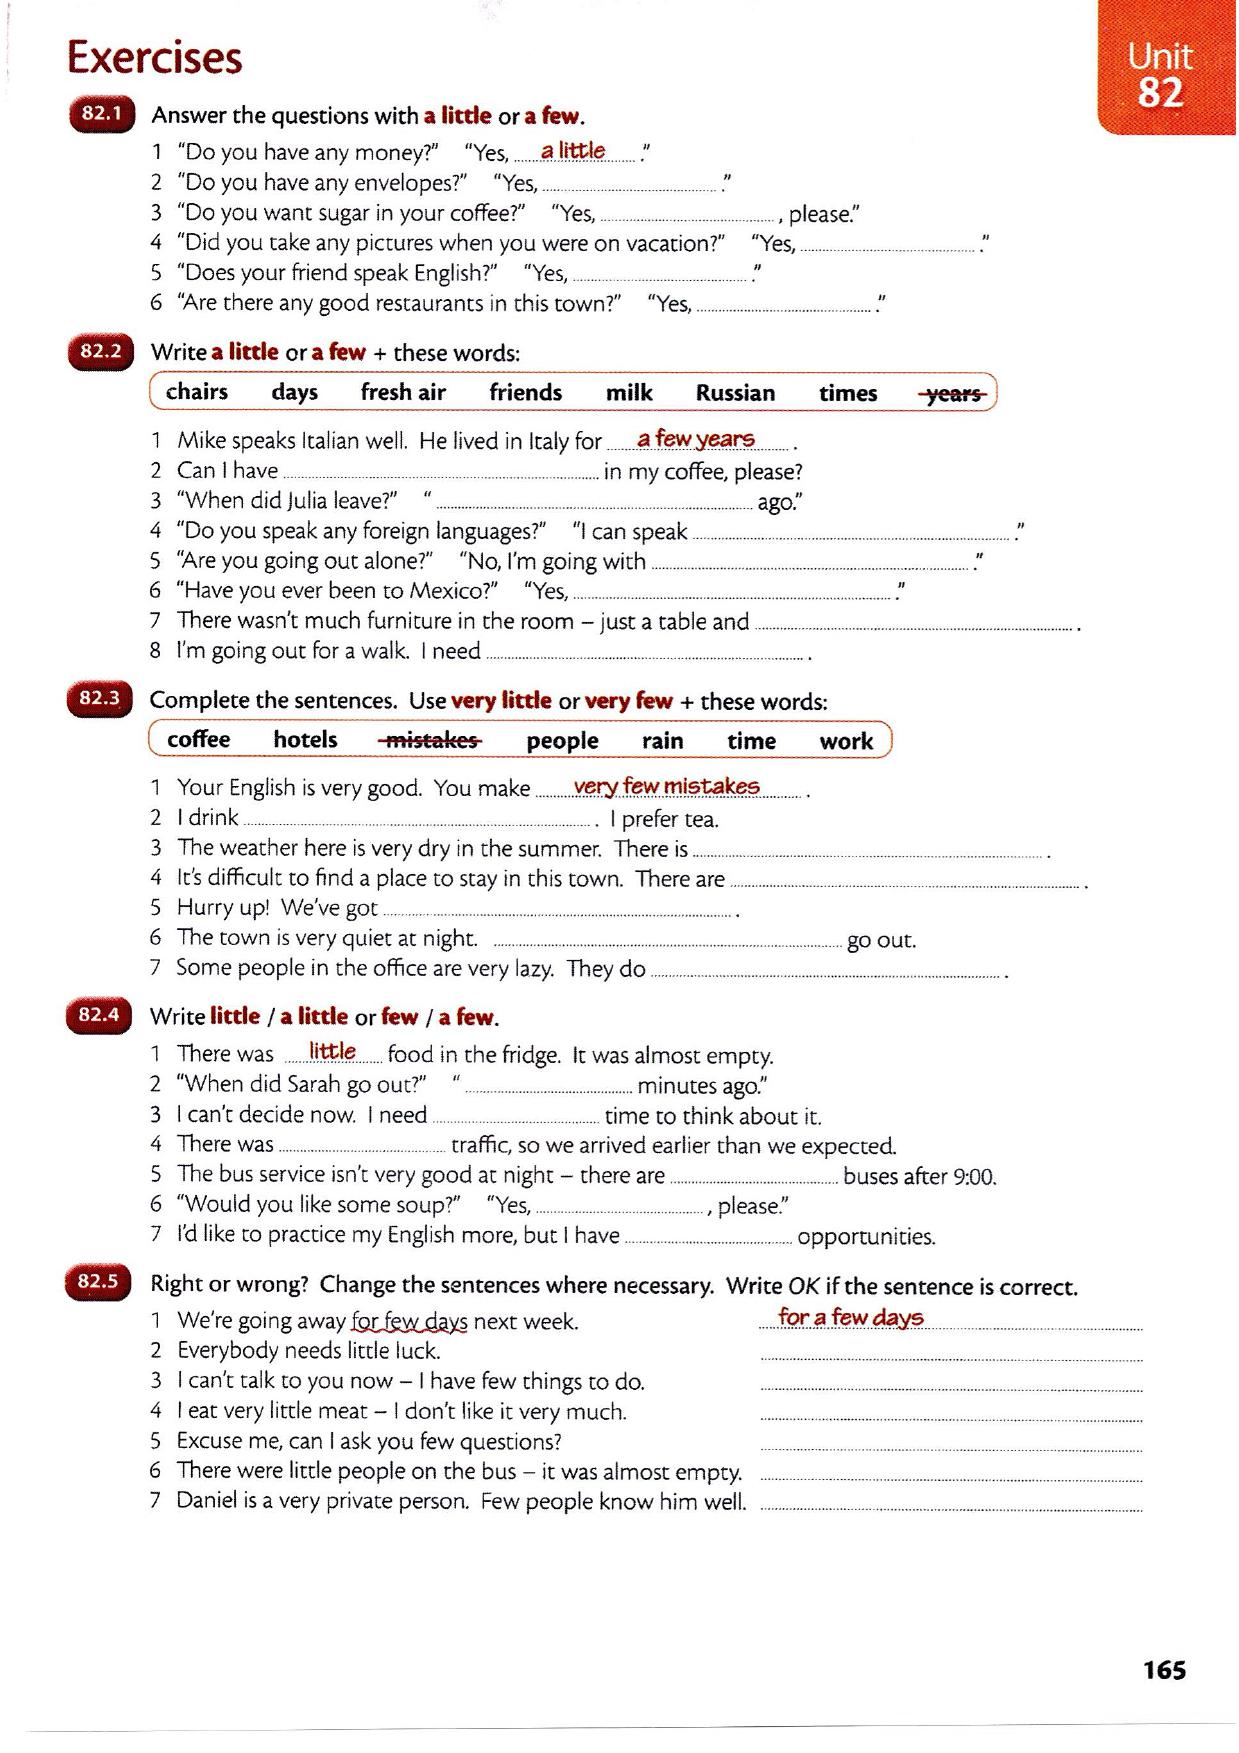 Exercises
Unit
82
82.1 Answer the questions with a little or a few.
1 "Do you have any money?" "Yes, a little ."
2 "Do you have any envelopes?" "Yes, ."
3 "Do you want sugar in your coffee?" "Yes, , please."
4 "Did you take any pictures when you were on vacation?" "Yes, ."
5 "Does your friend speak English?" "Yes, ."
6 "Are there any good restaurants in this town?" "Yes, ."
82.2 Write a little or a few + these words:
chairs days fresh air friends milk Russian times years
1 Mike speaks Italian well. He lived in Italy for a few years .
2 Can I have in my coffee, please?
3 "When did Julia leave?" " ago."
4 "Do you speak any foreign languages?" "I can speak ."
5 "Are you going out alone?" "No, I'm going with ."
6 "Have you ever been to Mexico?" "Yes, ."
7 There wasn't much furniture in the room – just a table and .
8 I'm going out for a walk. I need .
82.3 Complete the sentences. Use very little or very few + these words:
coffee hotels mistakes people rain time work
1 Your English is very good. You make very few mistakes .
2 I drink . I prefer tea.
3 The weather here is very dry in the summer. There is .
4 It's difficult to find a place to stay in this town. There are .
5 Hurry up! We've got .
6 The town is very quiet at night. go out.
7 Some people in the office are very lazy. They do .
82.4 Write little / a little or few / a few.
1 There was little food in the fridge. It was almost empty.
2 "When did Sarah go out?" " minutes ago."
3 I can't decide now. I need time to think about it.
4 There was traffic, so we arrived earlier than we expected.
5 The bus service isn't very good at night – there are buses after 9:00.
6 "Would you like some soup?" "Yes, , please."
7 I'd like to practice my English more, but I have opportunities.
82.5 Right or wrong? Change the sentences where necessary. Write OK if the sentence is correct.
1 We're going away for few days next week. for a few days
2 Everybody needs little luck.
3 I can't talk to you now – I have few things to do.
4 I eat very little meat – I don't like it very much.
5 Excuse me, can I ask you few questions?
6 There were little people on the bus – it was almost empty.
7 Daniel is a very private person. Few people know him well.
165